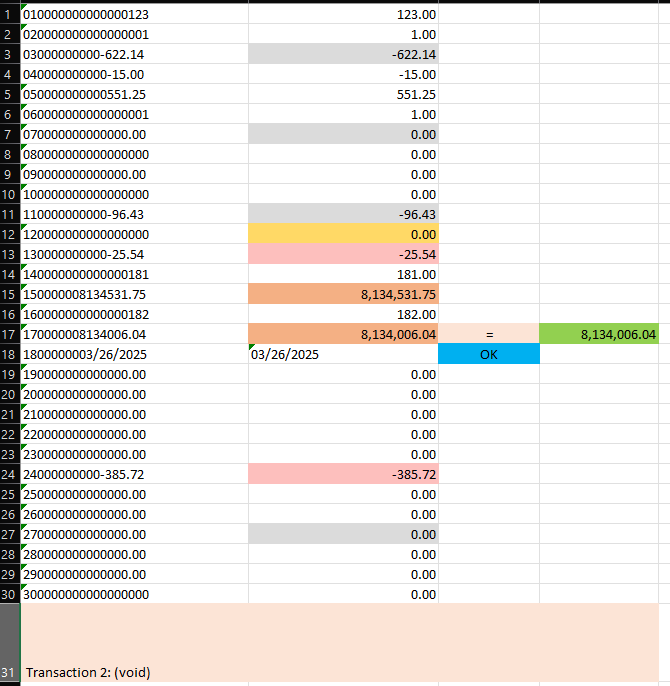 1 010000000000000123 123.00
2 020000000000000001 1.00
3 03000000000-622.14 -622.14
4 040000000000-15.00 -15.00
5 050000000000551.25 551.25
6 060000000000000001 1.00
7 070000000000000.00 0.00
8 080000000000000000 0.00
9 090000000000000.00 0.00
10 100000000000000000 0.00
11 110000000000-96.43 -96.43
12 120000000000000000 0.00
13 130000000000-25.54 -25.54
14 140000000000000181 181.00
15 150000008134531.75 8,134,531.75
16 160000000000000182 182.00
17 170000008134006.04 8,134,006.04 = 8,134,006.04
18 1800000003/26/2025 03/26/2025 OK
19 190000000000000.00 0.00
20 200000000000000.00 0.00
21 210000000000000.00 0.00
22 220000000000000.00 0.00
23 230000000000000.00 0.00
24 24000000000-385.72 -385.72
25 250000000000000.00 0.00
26 260000000000000.00 0.00
27 270000000000000.00 0.00
28 280000000000000.00 0.00
29 290000000000000.00 0.00
30 300000000000000000 0.00
31 Transaction 2: (void)